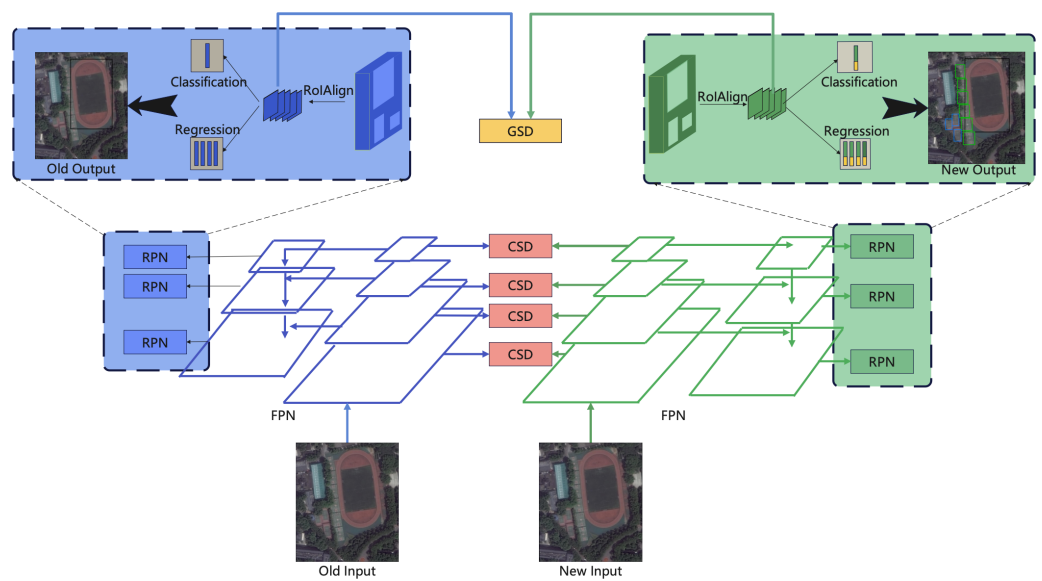 Classification
RoIAlign
Regression
Old Output
GSD
Classification
RoIAlign
Regression
New Output
RPN
RPN
RPN
CSD
CSD
CSD
CSD
RPN
RPN
RPN
FPN
FPN
Old Input
New Input